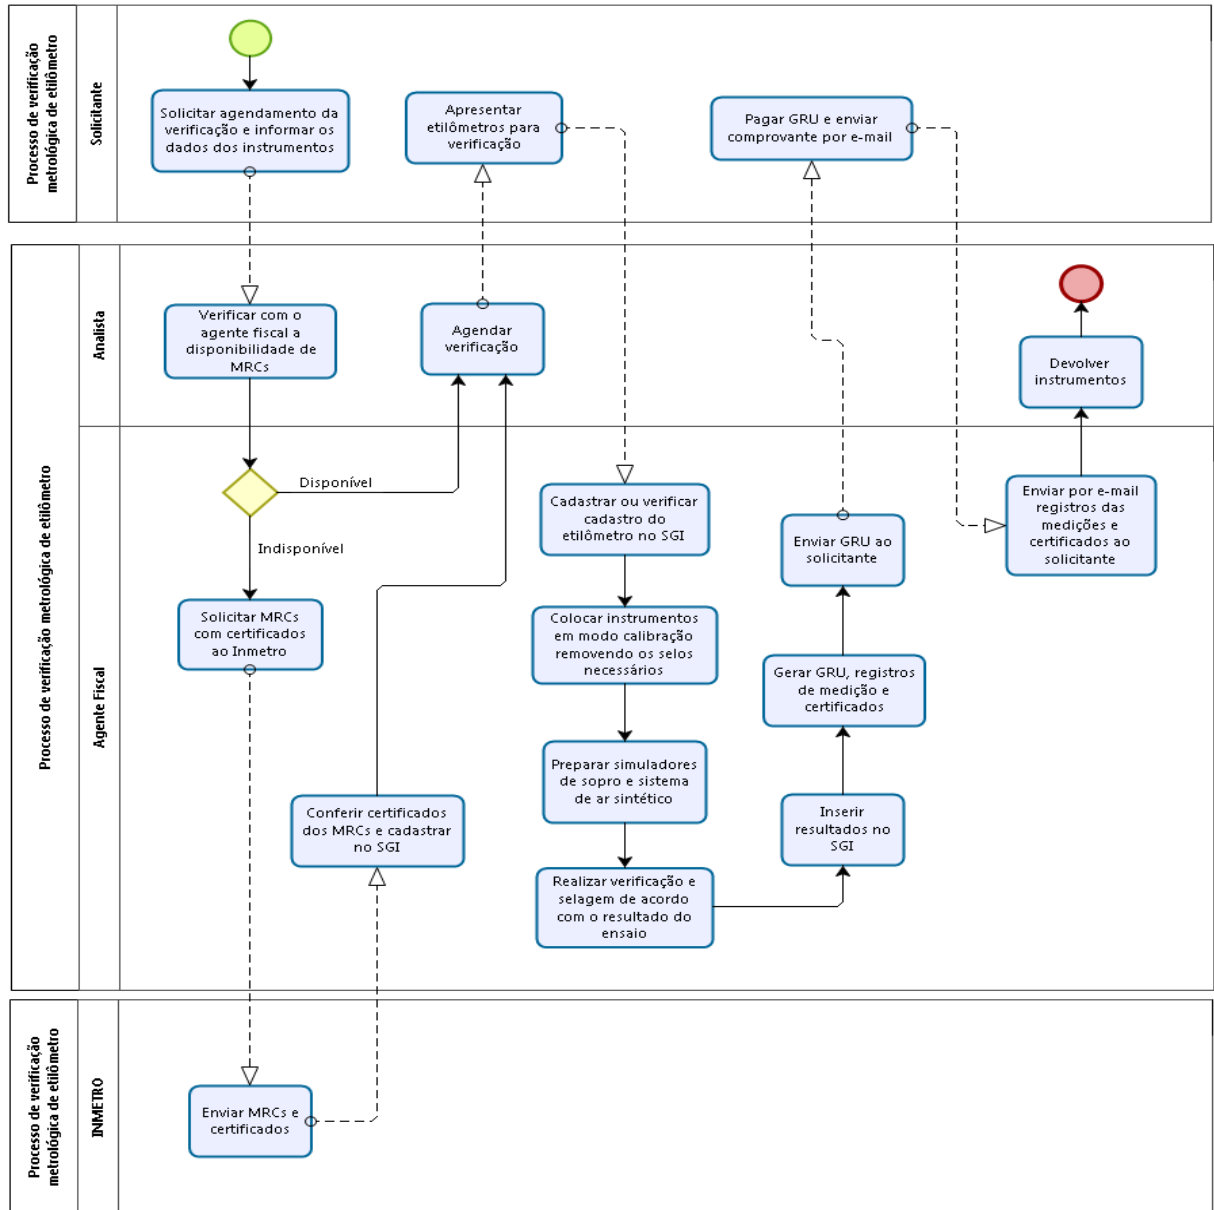 Processo de verificação
metrológica de etilômetro
Solicitante
Solicitar agendamento da
verificação e informar os
dados dos instrumentos
Apresentar
etilômetros para
verificação
Pagar GRU e enviar
comprovante por e-mail
Processo de verificação metrológica de etilômetro
Analista
Verificar com o
agente fiscal a
disponibilidade de
MRCs
Agendar
verificação
Devolver
instrumentos
Agente Fiscal
Disponível
Indisponível
Solicitar MRCs
com certificados
ao Inmetro
Conferir certificados
dos MRCs e cadastrar
no SGI
Cadastrar ou verificar
cadastro do
etilômetro no SGI
Colocar instrumentos
em modo calibração
removendo os selos
necessários
Preparar simuladores
de sopro e sistema
de ar sintético
Realizar verificação e
selagem de acordo
com o resultado do
ensaio
Inserir
resultados no
SGI
Gerar GRU, registros
de medição e
certificados
Enviar GRU ao
solicitante
Enviar por e-mail
registros das
medições e
certificados ao
solicitante
Processo de verificação
metrológica de etilômetro
INMETRO
Enviar MRCs e
certificados